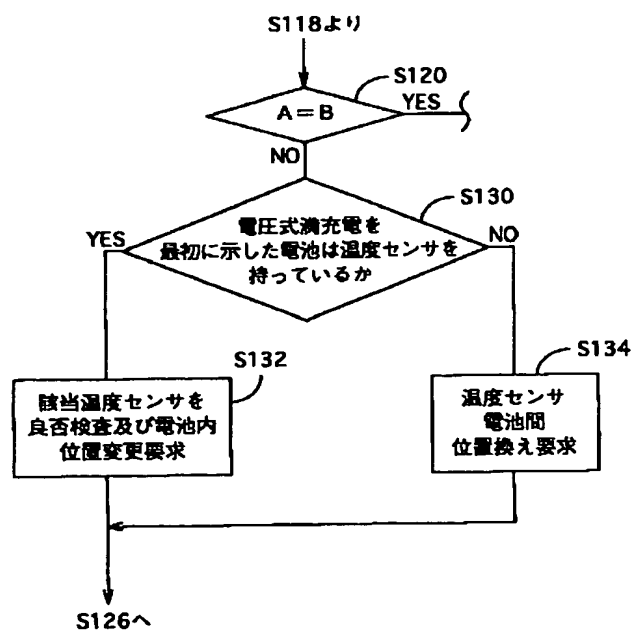 S118より
S120
A=B
YES
NO
S130
電圧式満充電を
最初に示した電池は温度センサを
持っているか
YES
NO
S132
該当温度センサを
良否検査及び電池内
位置変更要求
S134
温度センサ
電池間
位置換え要求
S126へ